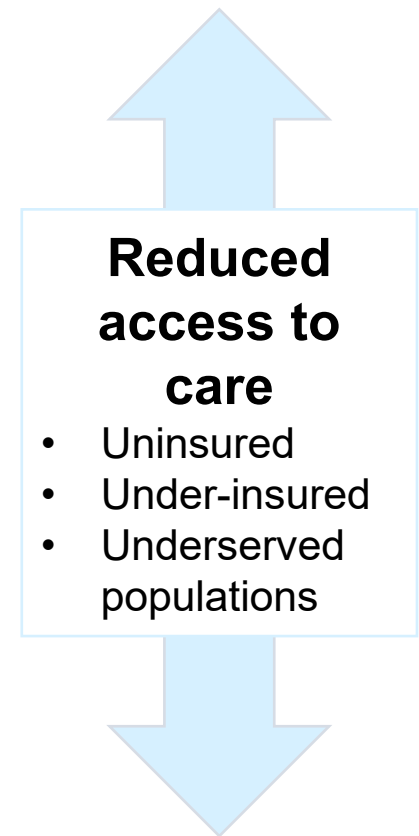 Reduced
access to
care
• Uninsured
• Under-insured
• Underserved
populations